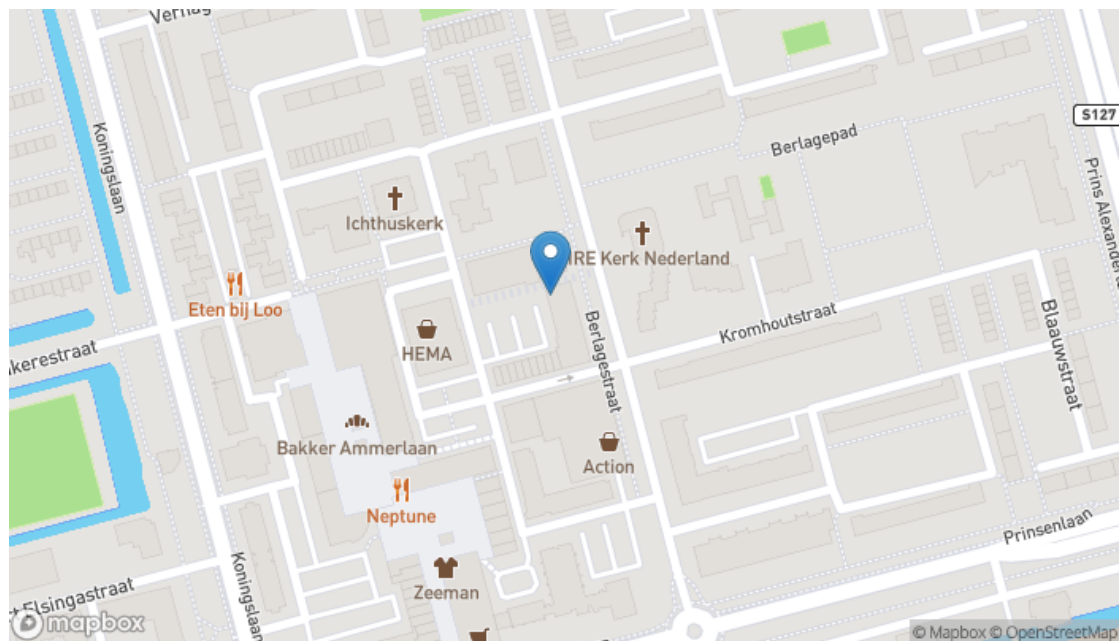 Koningslaan
S127
Berlagepad
Ichthuskerk
Kerk Nederland
Eten bij Loo
Berlagestraat
Kromhoutstraat
Blaauwstraat
HEMA
Bakker Ammerlaan
Action
Neptune
Prinsenlaan
Koningslaan
Zeeman
Elsingastraat
mapbox
© Mapbox © OpenStreetMap